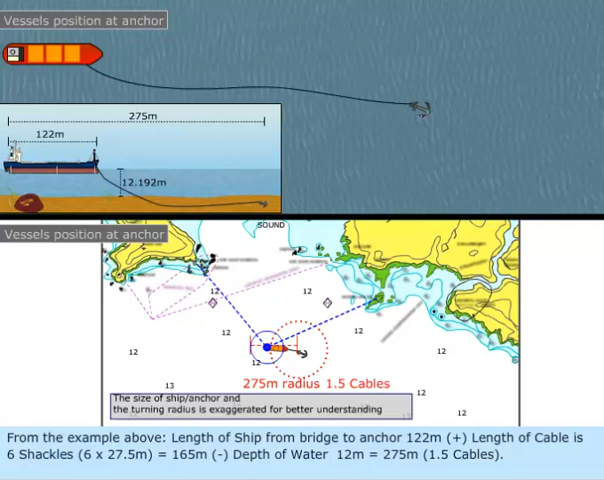 Vessels position at anchor
275m
122m
12.192m
Vessels position at anchor
SOUND
12
12
12
12
12
12
13
12
12
275m radius 1.5 Cables
The size of ship/anchor and
the turning radius is exaggerated for better understanding
From the example above: Length of Ship from bridge to anchor 122m (+) Length of Cable is
6 Shackles (6 x 27.5m) = 165m (-) Depth of Water 12m = 275m (1.5 Cables).